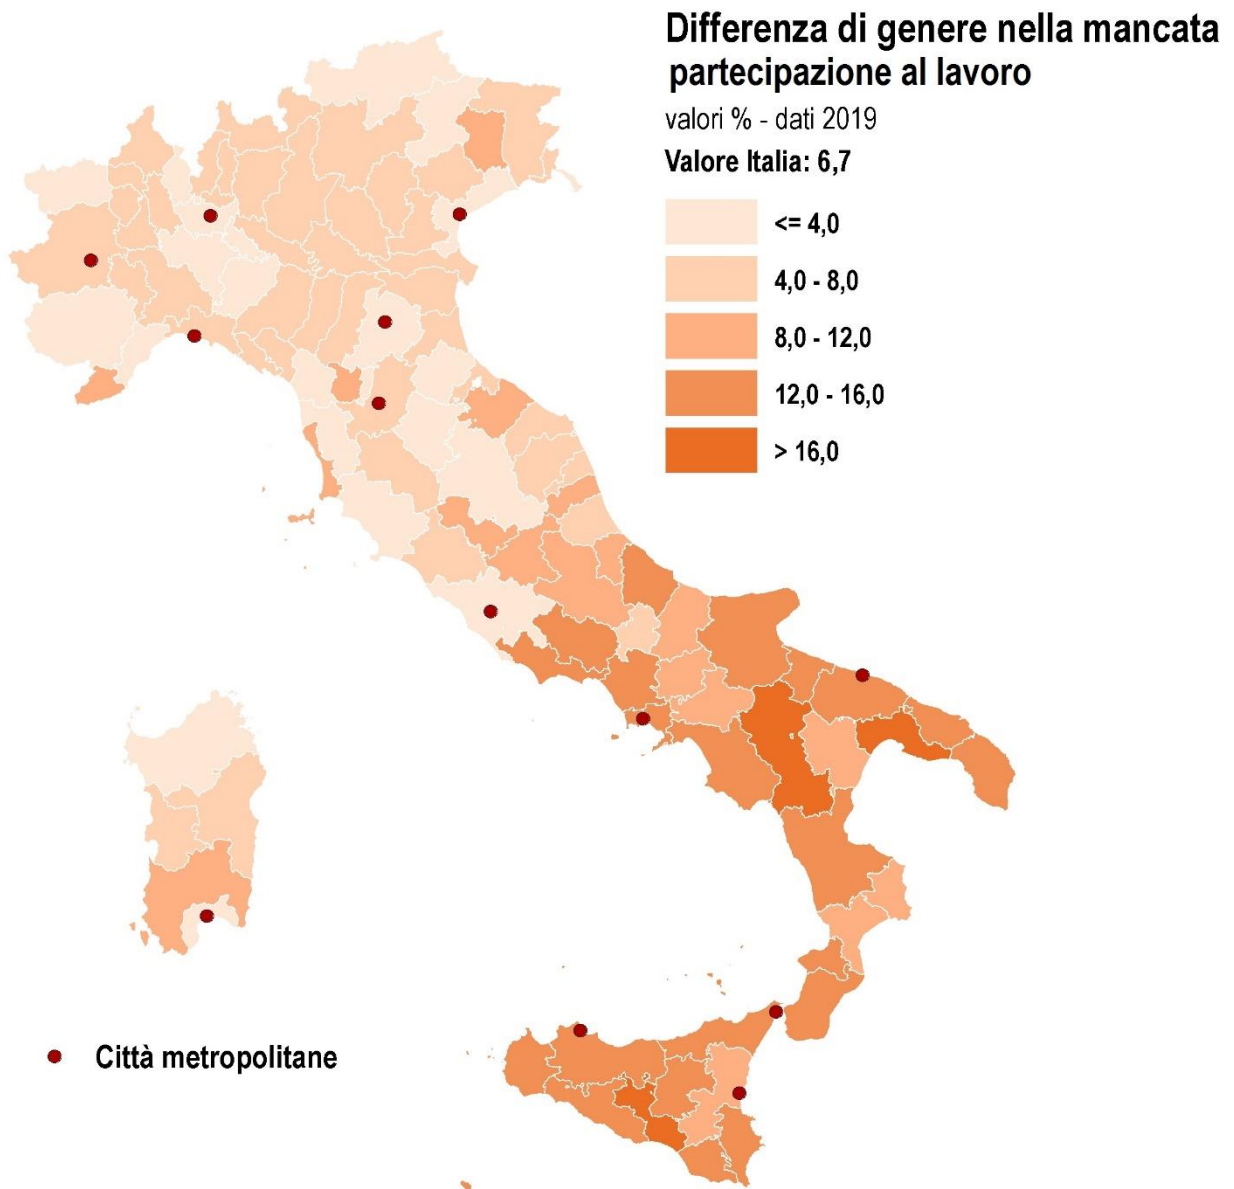 Differenza di genere nella mancata
partecipazione al lavoro
valori % - dati 2019
Valore Italia: 6,7
<= 4,0
4,0 - 8,0
8,0 - 12,0
12,0 - 16,0
> 16,0
Città metropolitane